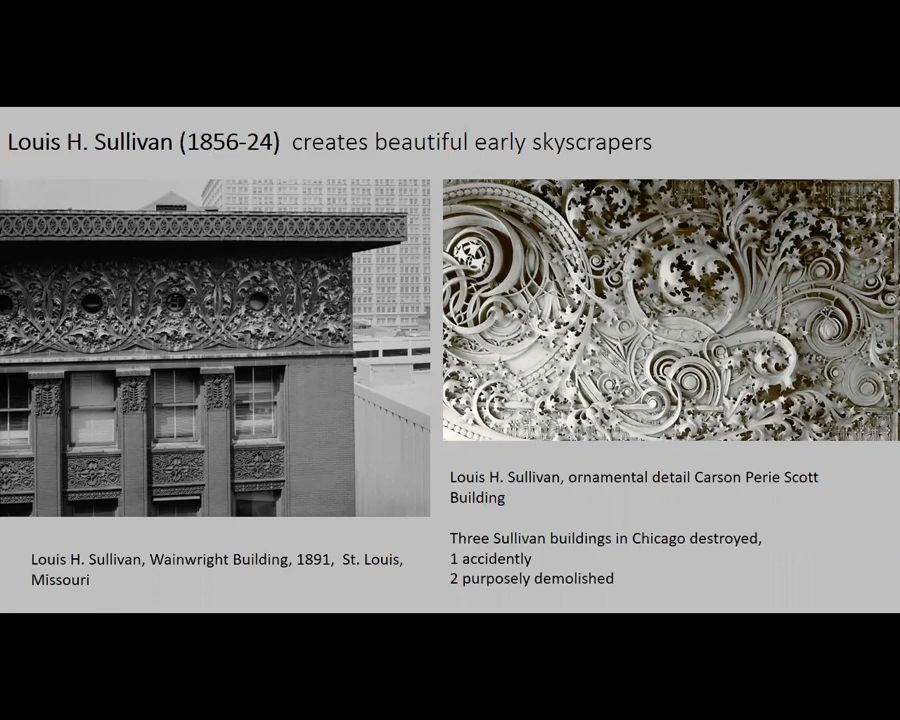 Louis H. Sullivan (1856-24) creates beautiful early skyscrapers
Louis H. Sullivan, ornamental detail Carson Perie Scott
Building
Three Sullivan buildings in Chicago destroyed,
1 accidently
2 purposely demolished
Louis H. Sullivan, Wainwright Building, 1891, St. Louis,
Missouri